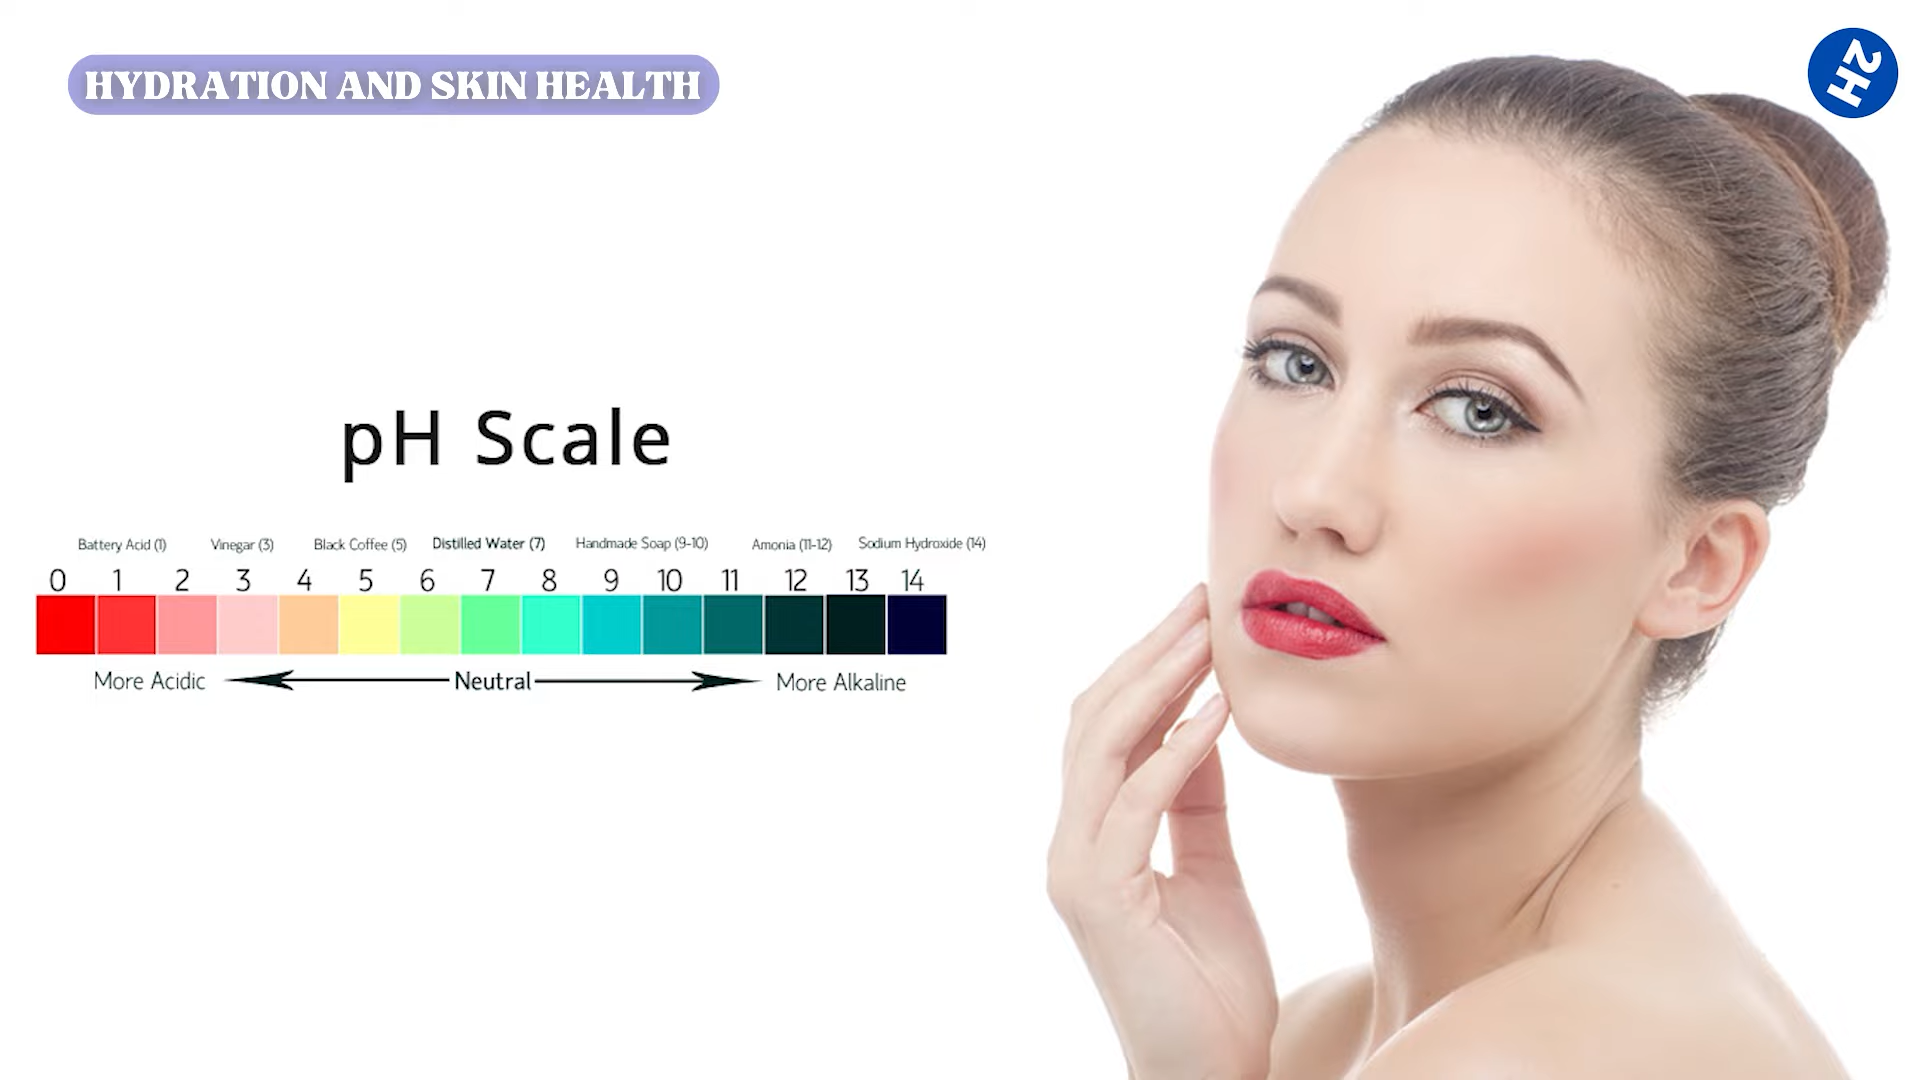 HYDRATION AND SKIN HEALTH
2H
pH Scale
Battery Acid (1) Vinegar (3) Black Coffee (5) Distilled Water (7) Handmade Soap (9-10) Amonia (11-12) Sodium Hydroxide (14)
0 1 2 3 4 5 6 7 8 9 10 11 12 13 14
More Acidic Neutral More Alkaline